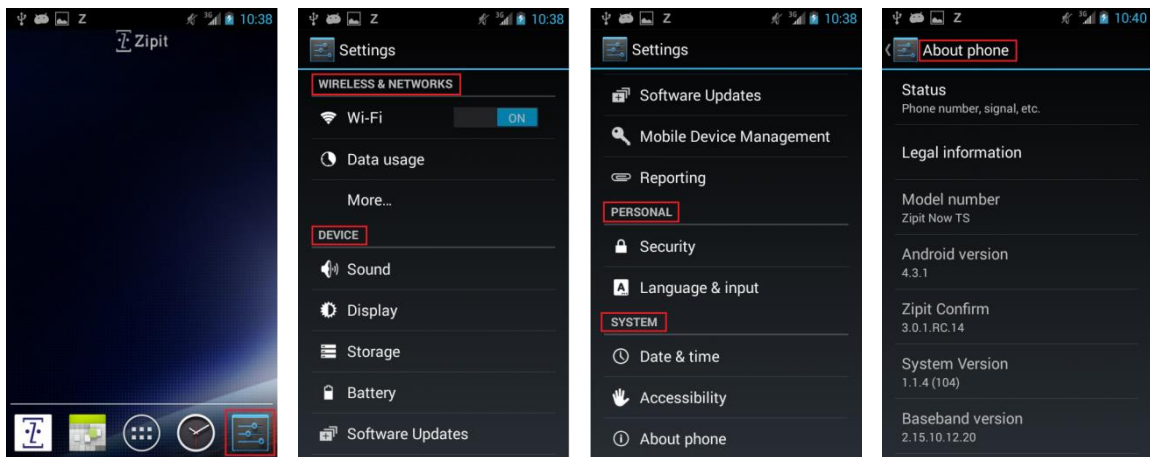 Z
3G
10:38
Zipit
Z
3G
10:38
Settings
WIRELESS & NETWORKS
Wi-Fi
ON
Data usage
More...
DEVICE
Sound
Display
Storage
Battery
Software Updates
Z
3G
10:38
Settings
Software Updates
Mobile Device Management
Reporting
PERSONAL
Security
A
Language & input
SYSTEM
Date & time
Accessibility
About phone
Z
3G
10:40
About phone
Status
Phone number, signal, etc.
Legal information
Model number
Zipit Now TS
Android version
4.3.1
Zipit Confirm
3.0.1.RC.14
System Version
1.1.4 (104)
Baseband version
2.15.10.12.20